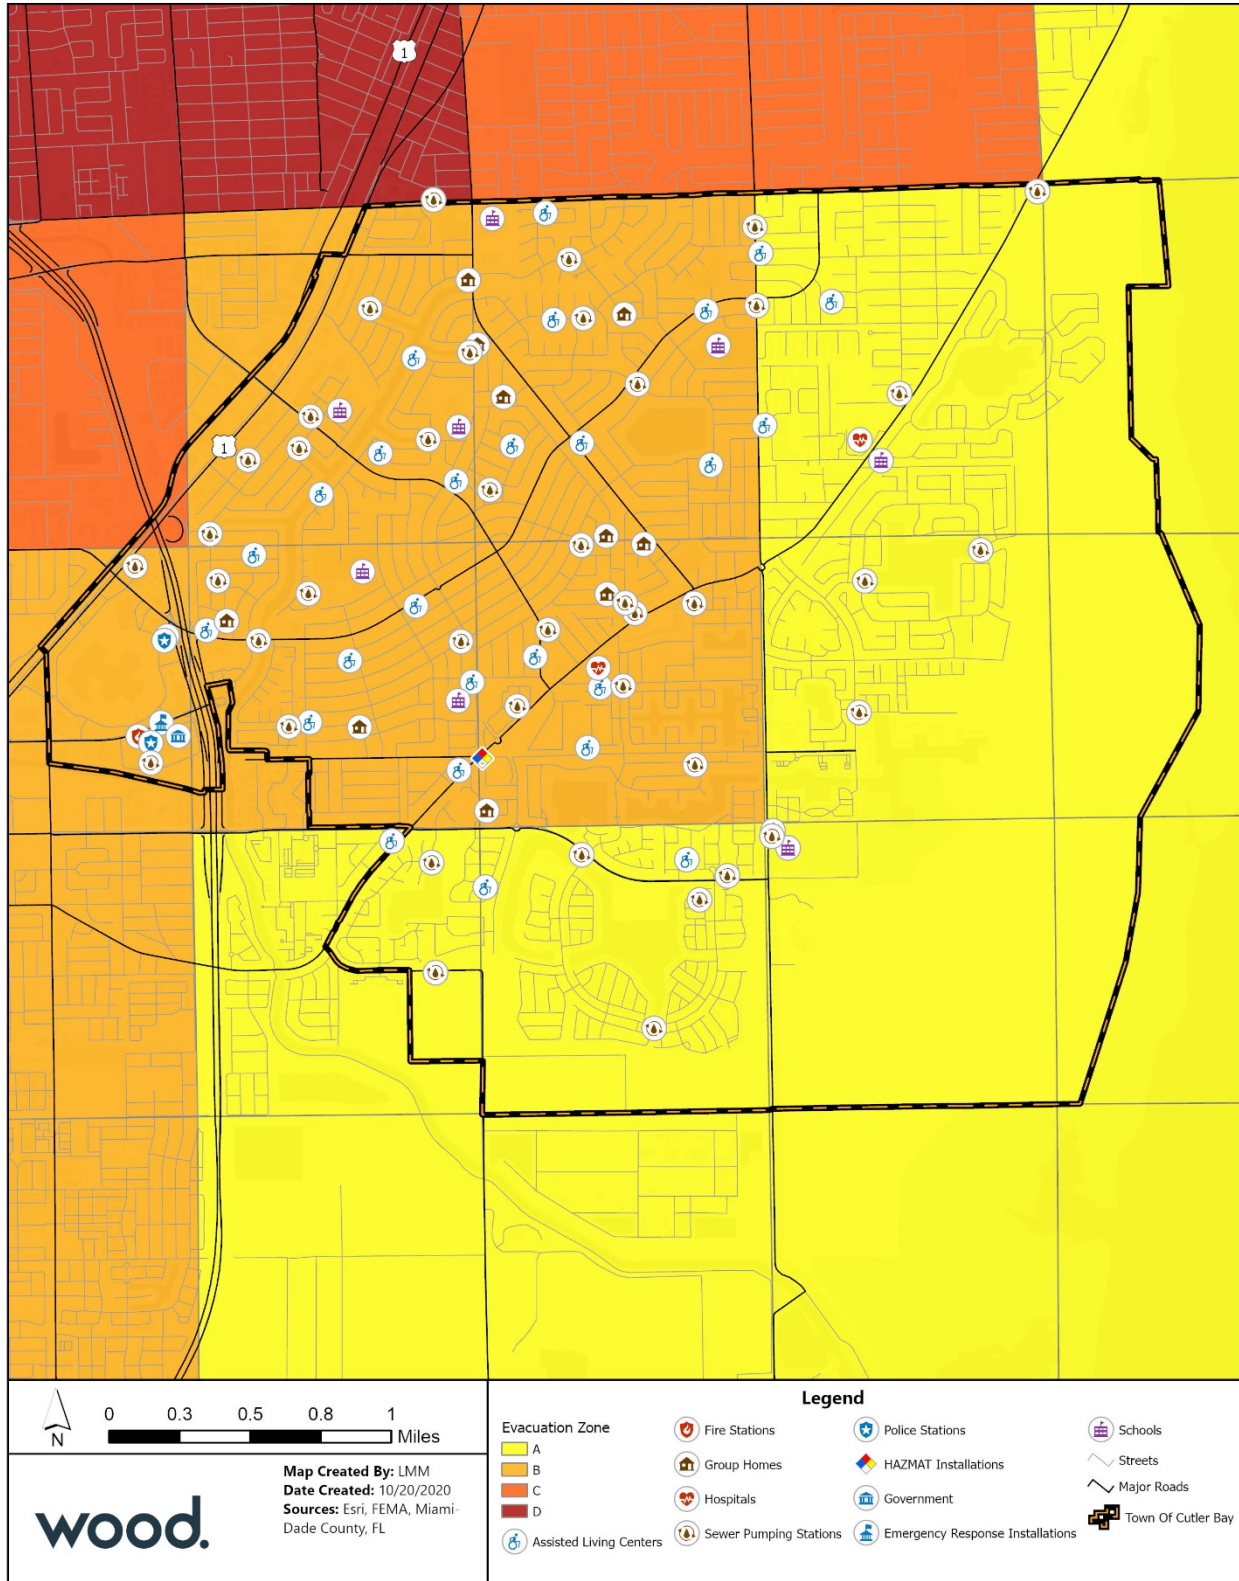 1
1
N
0 0.3 0.5 0.8 1
Miles
Map Created By: LMM
Date Created: 10/20/2020
Sources: Esri, FEMA, Miami-
Dade County, FL
wood.
Legend
Evacuation Zone
A
B
C
D
Assisted Living Centers
Fire Stations
Group Homes
Hospitals
Sewer Pumping Stations
Police Stations
HAZMAT Installations
Government
Emergency Response Installations
Schools
Streets
Major Roads
Town Of Cutler Bay